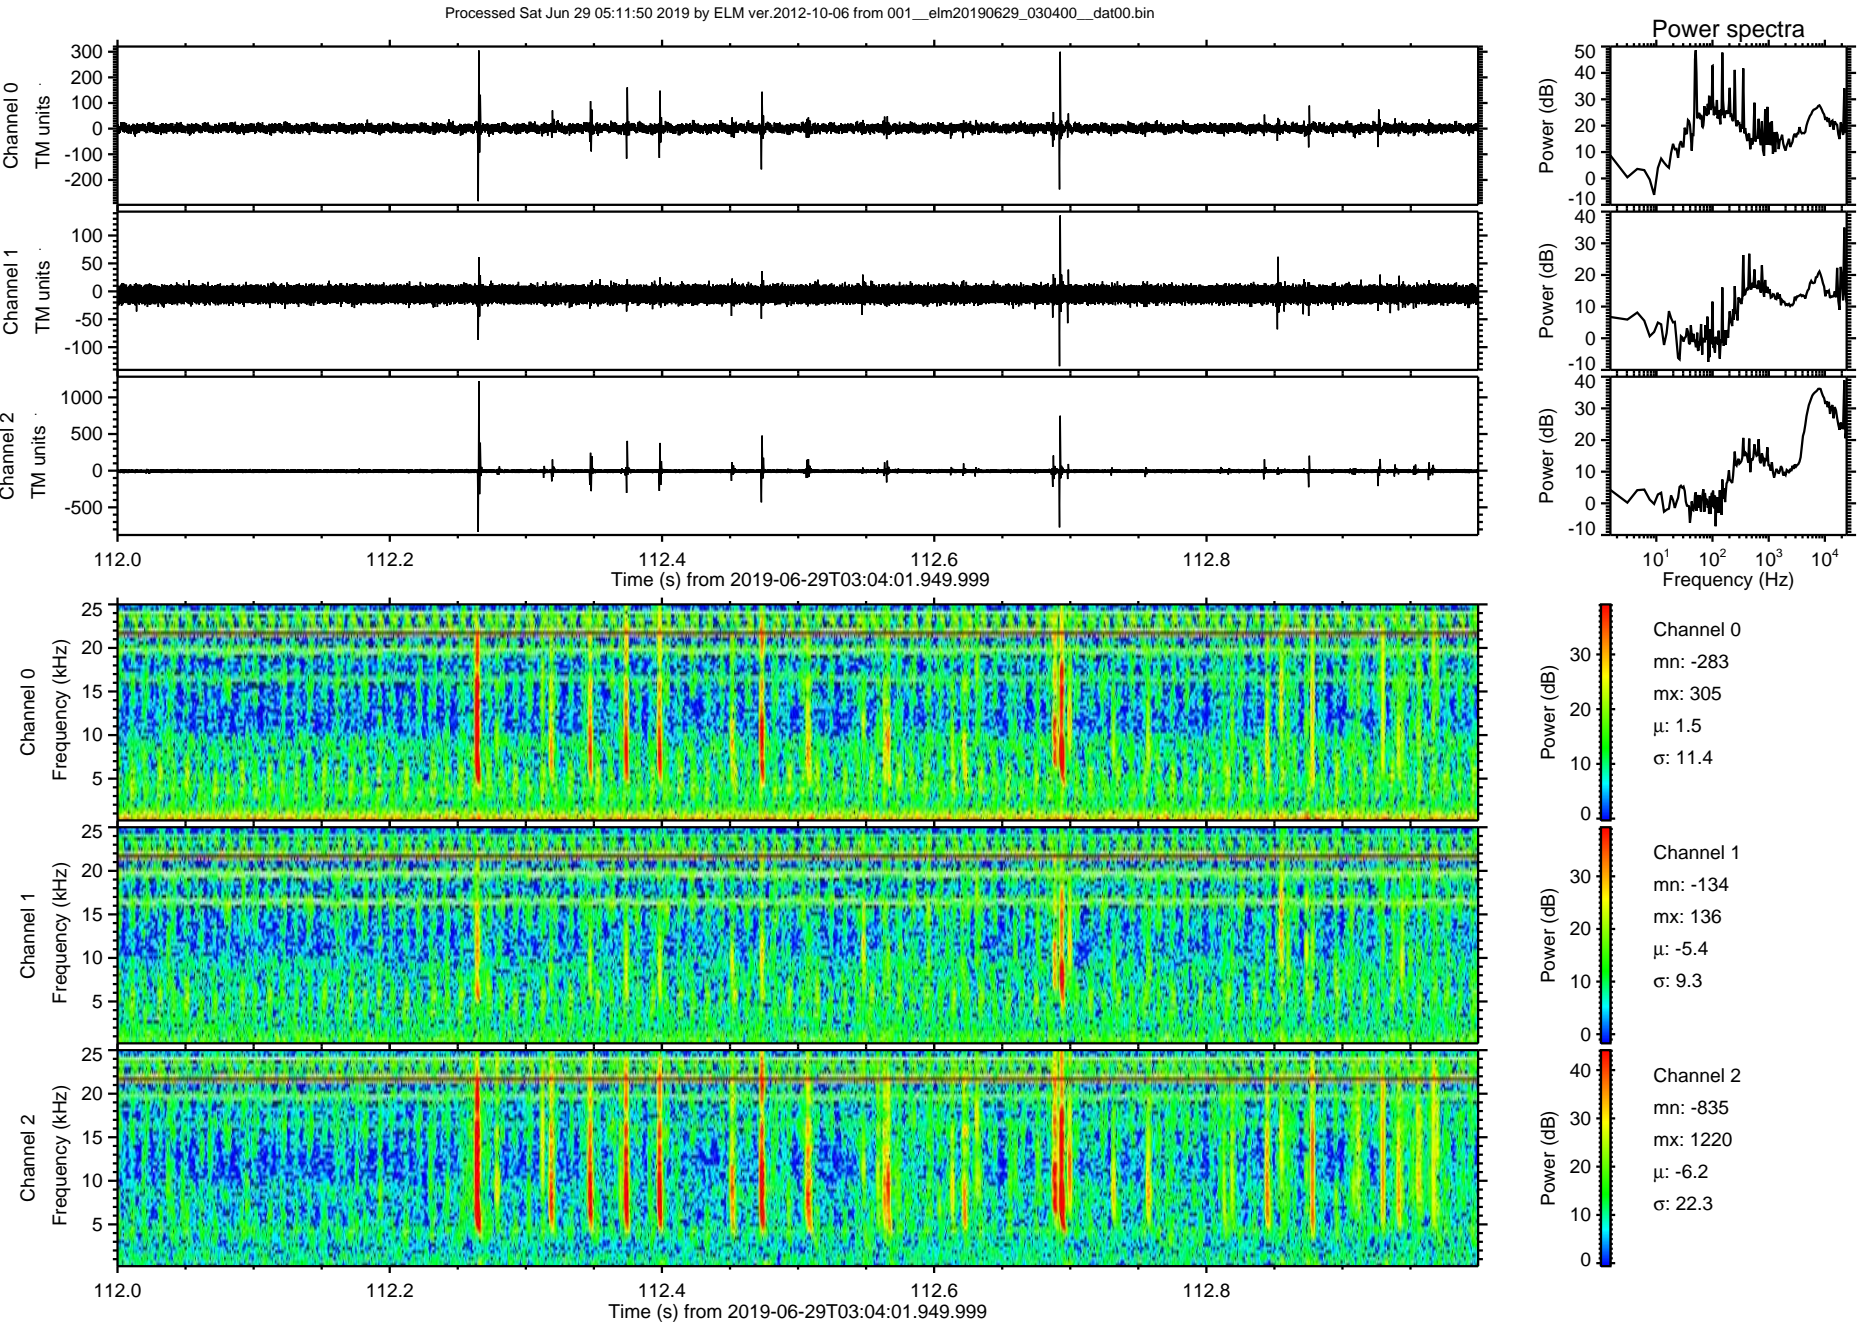 Processed Sat Jun 29 05:11:50 2019 by ELM ver.2012-10-06 from 001__elm20190629_030400__dat00.bin
Power spectra
Channel 0
TM units
300
200
100
0
-100
-200
Power (dB)
50
40
30
20
10
0
-10
Channel 1
TM units
100
50
0
-50
-100
Power (dB)
40
30
20
10
0
-10
Channel 2
TM units
1000
500
0
-500
Power (dB)
40
30
20
10
0
-10
112.0 112.2 112.4 112.6 112.8
Time (s) from 2019-06-29T03:04:01.949.999
10^1 10^2 10^3 10^4
Frequency (Hz)
Channel 0
Frequency (kHz)
25
20
15
10
5
Power (dB)
30
20
10
0
Channel 0
mn: -283
mx: 305
μ: 1.5
σ: 11.4
Channel 1
Frequency (kHz)
25
20
15
10
5
Power (dB)
30
20
10
0
Channel 1
mn: -134
mx: 136
μ: -5.4
σ: 9.3
Channel 2
Frequency (kHz)
25
20
15
10
5
Power (dB)
40
30
20
10
0
Channel 2
mn: -835
mx: 1220
μ: -6.2
σ: 22.3
112.0 112.2 112.4 112.6 112.8
Time (s) from 2019-06-29T03:04:01.949.999